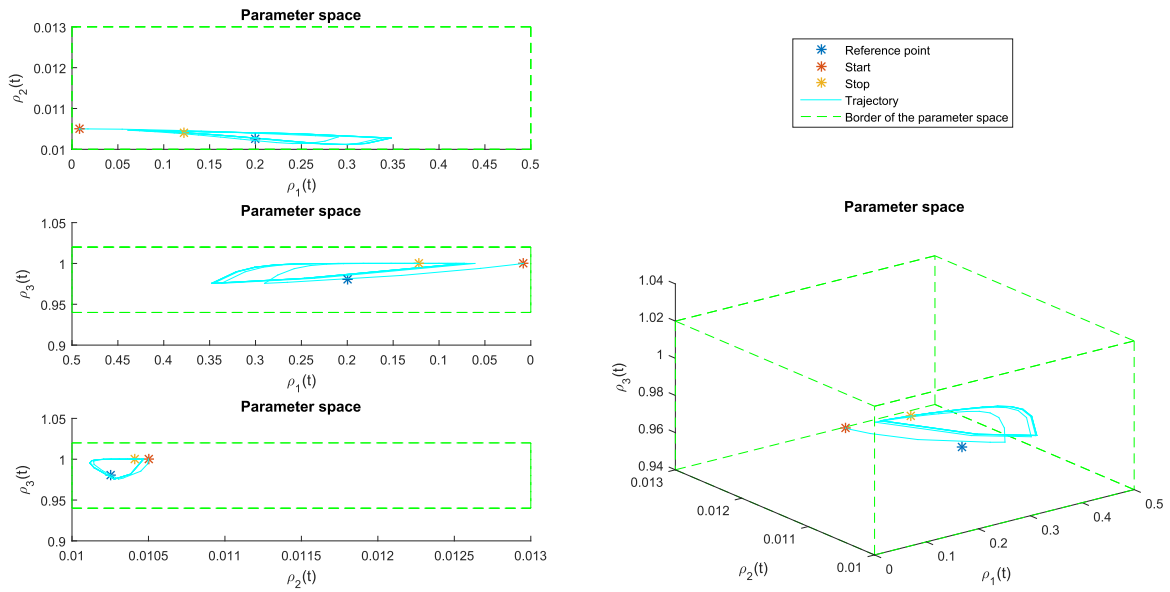 Parameter space
0.013
0.012
0.011
0.01
ρ2(t)
0 0.05 0.1 0.15 0.2 0.25 0.3 0.35 0.4 0.45 0.5
ρ1(t)
Parameter space
1.05
1
0.95
0.9
ρ3(t)
0.5 0.45 0.4 0.35 0.3 0.25 0.2 0.15 0.1 0.05 0
ρ1(t)
Parameter space
1.05
1
0.95
0.9
ρ3(t)
0.01 0.0105 0.011 0.0115 0.012 0.0125 0.013
ρ2(t)
Reference point
Start
Stop
Trajectory
Border of the parameter space
Parameter space
1.04
1.02
1
0.98
0.96
0.94
ρ3(t)
0.013
0.012
0.011
0.01
ρ2(t)
0 0.1 0.2 0.3 0.4 0.5
ρ1(t)